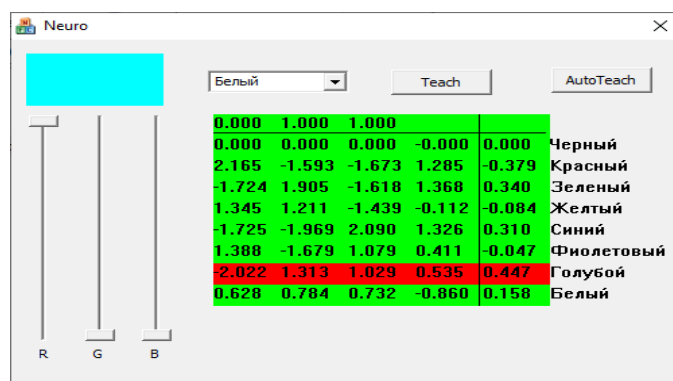 Neuro
Белый Teach AutoTeach
0.000 1.000 1.000
0.000 0.000 0.000 -0.000 0.000 Черный
2.165 -1.593 -1.673 1.285 -0.379 Красный
-1.724 1.905 -1.618 1.368 0.340 Зеленый
1.345 1.211 -1.439 -0.112 -0.084 Желтый
-1.725 -1.969 2.090 1.326 0.310 Синий
1.388 -1.679 1.079 0.411 -0.047 Фиолетовый
-2.022 1.313 1.029 0.535 0.447 Голубой
0.628 0.784 0.732 -0.860 0.158 Белый
R G B